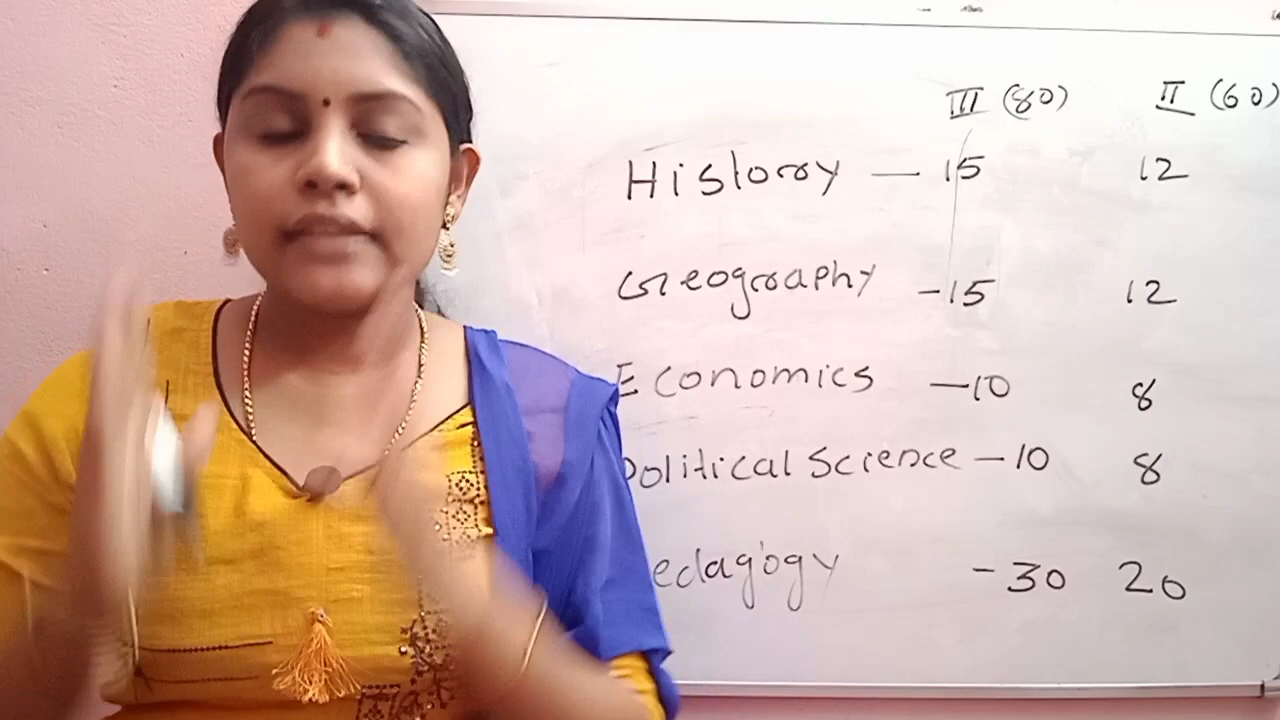 III (80) II (60)
History — 15 12
Geography - 15 12
Economics — 10 8
Political Science — 10 8
edagogy - 30 20